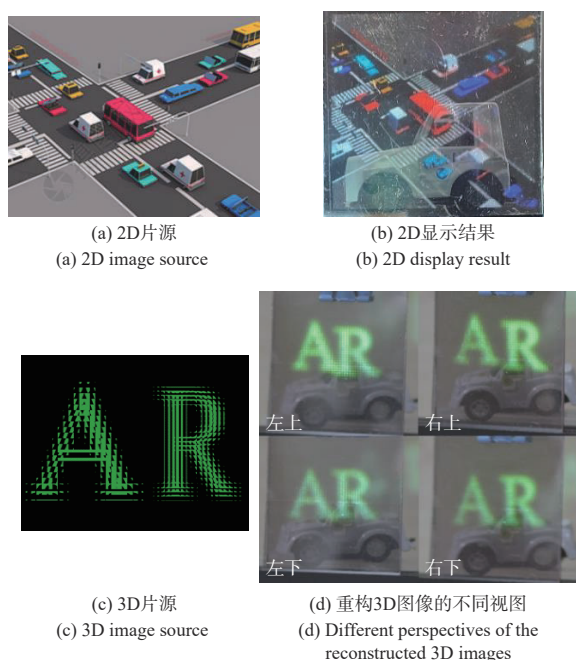 (a) 2D片源
(a) 2D image source
(b) 2D显示结果
(b) 2D display result
AR
AR
AR
左上
右上
AR
AR
左下
右下
(c) 3D片源
(c) 3D image source
(d) 重构3D图像的不同视图
(d) Different perspectives of the
reconstructed 3D images